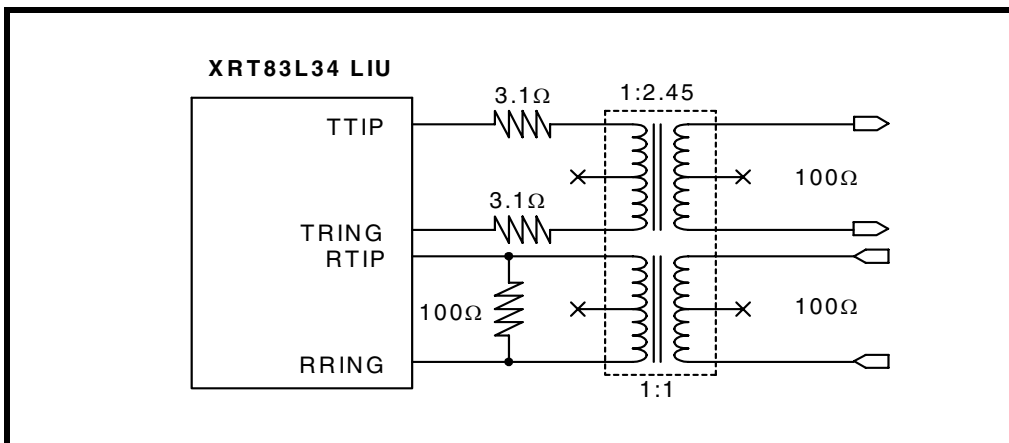 XRT83L34 LIU
3.1Ω
1:2.45
TTIP
100Ω
3.1Ω
TRING
RTIP
100Ω
100Ω
RRING
1:1